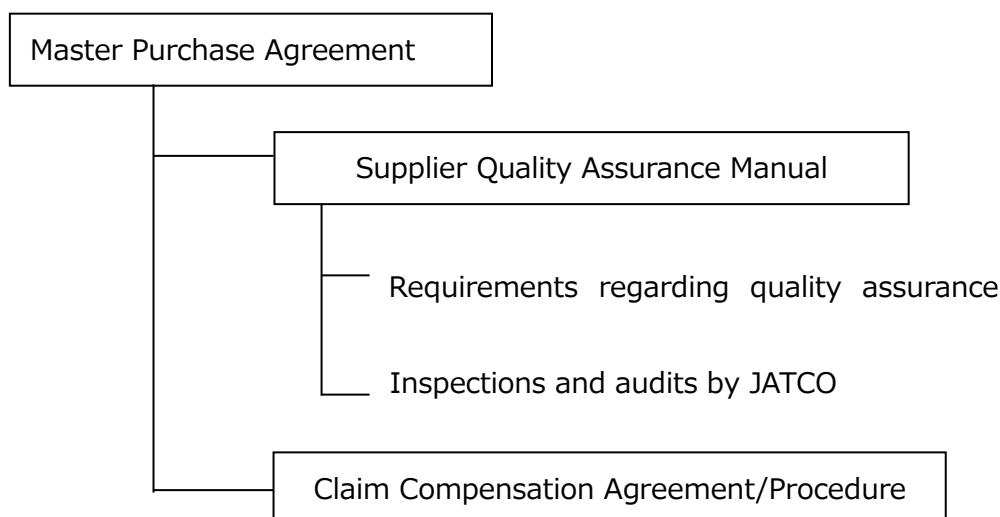 Master Purchase Agreement
Supplier Quality Assurance Manual
Requirements regarding quality assurance
Inspections and audits by JATCO
Claim Compensation Agreement/Procedure